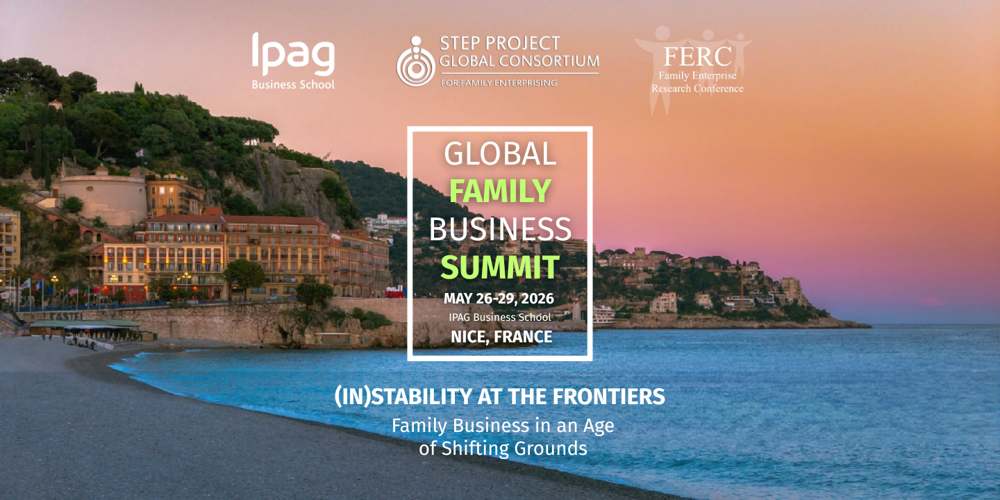 Ipag
Business School
STEP PROJECT
GLOBAL CONSORTIUM
FOR FAMILY ENTERPRISING
FERC
Family Enterprise
Research Conference
GLOBAL
FAMILY
BUSINESS
SUMMIT
MAY 26-29, 2026
IPAG Business School
NICE, FRANCE
(IN)STABILITY AT THE FRONTIERS
Family Business in an Age
of Shifting Grounds